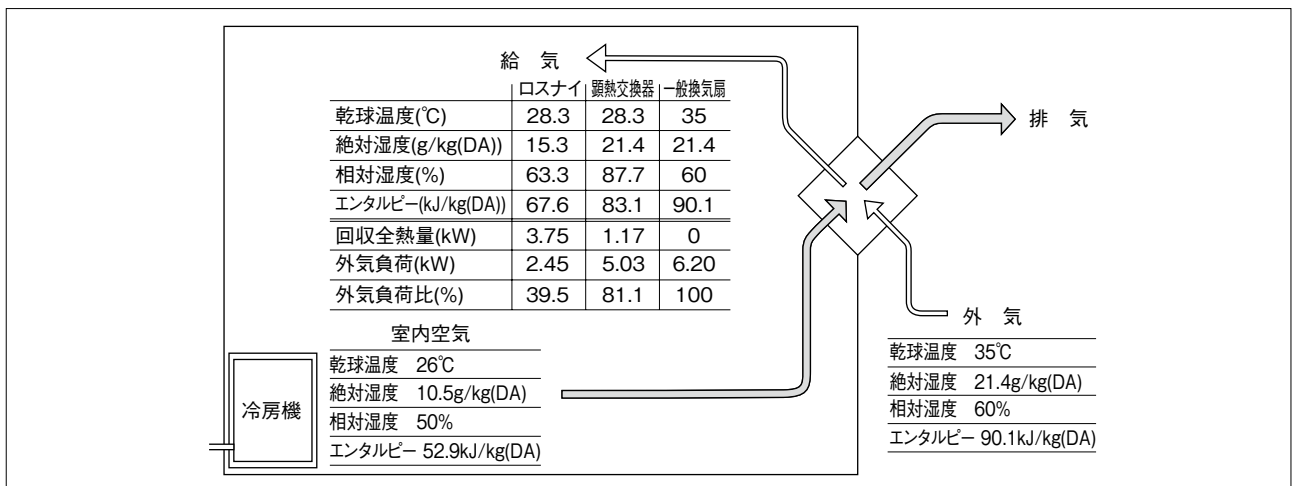 給 気
ロスナイ 顕熱交換器 一般換気扇
乾球温度(℃) 28.3 28.3 35
絶対湿度(g/kg(DA)) 15.3 21.4 21.4
相対湿度(%) 63.3 87.7 60
エンタルピー(kJ/kg(DA)) 67.6 83.1 90.1
回収全熱量(kW) 3.75 1.17 0
外気負荷(kW) 2.45 5.03 6.20
外気負荷比(%) 39.5 81.1 100
排 気
室内空気
乾球温度 26℃
絶対湿度 10.5g/kg(DA)
相対湿度 50%
エンタルピー 52.9kJ/kg(DA)
冷房機
外 気
乾球温度 35℃
絶対湿度 21.4g/kg(DA)
相対湿度 60%
エンタルピー 90.1kJ/kg(DA)